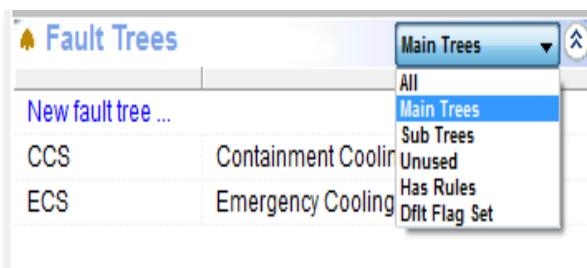 Fault Trees
Main Trees
All
New fault tree ...
Main Trees
Sub Trees
CCS
Containment Coolin
Unused
Has Rules
ECS
Emergency Cooling
Dflt Flag Set